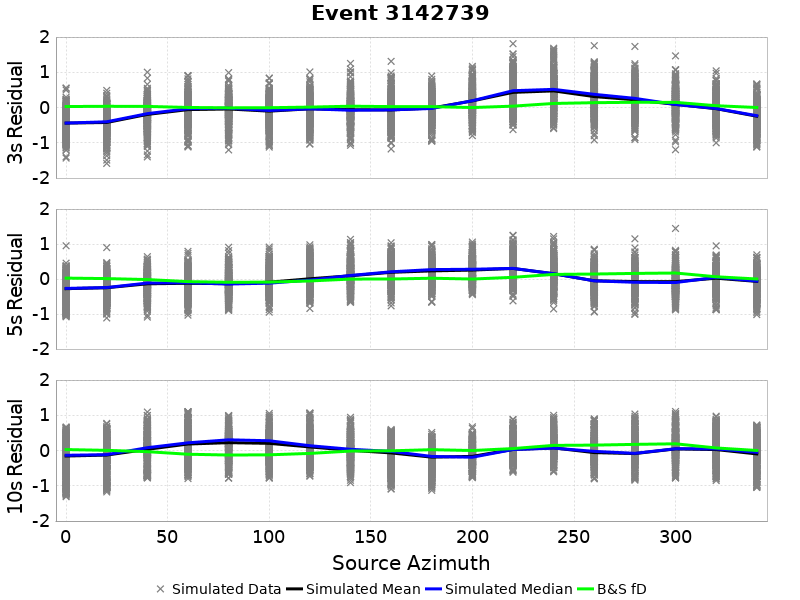 Event 3142739
3s Residual
2
1
0
-1
-2
5s Residual
2
1
0
-1
-2
10s Residual
2
1
0
-1
-2
0 50 100 150 200 250 300
Source Azimuth
Simulated Data Simulated Mean Simulated Median B&S fD